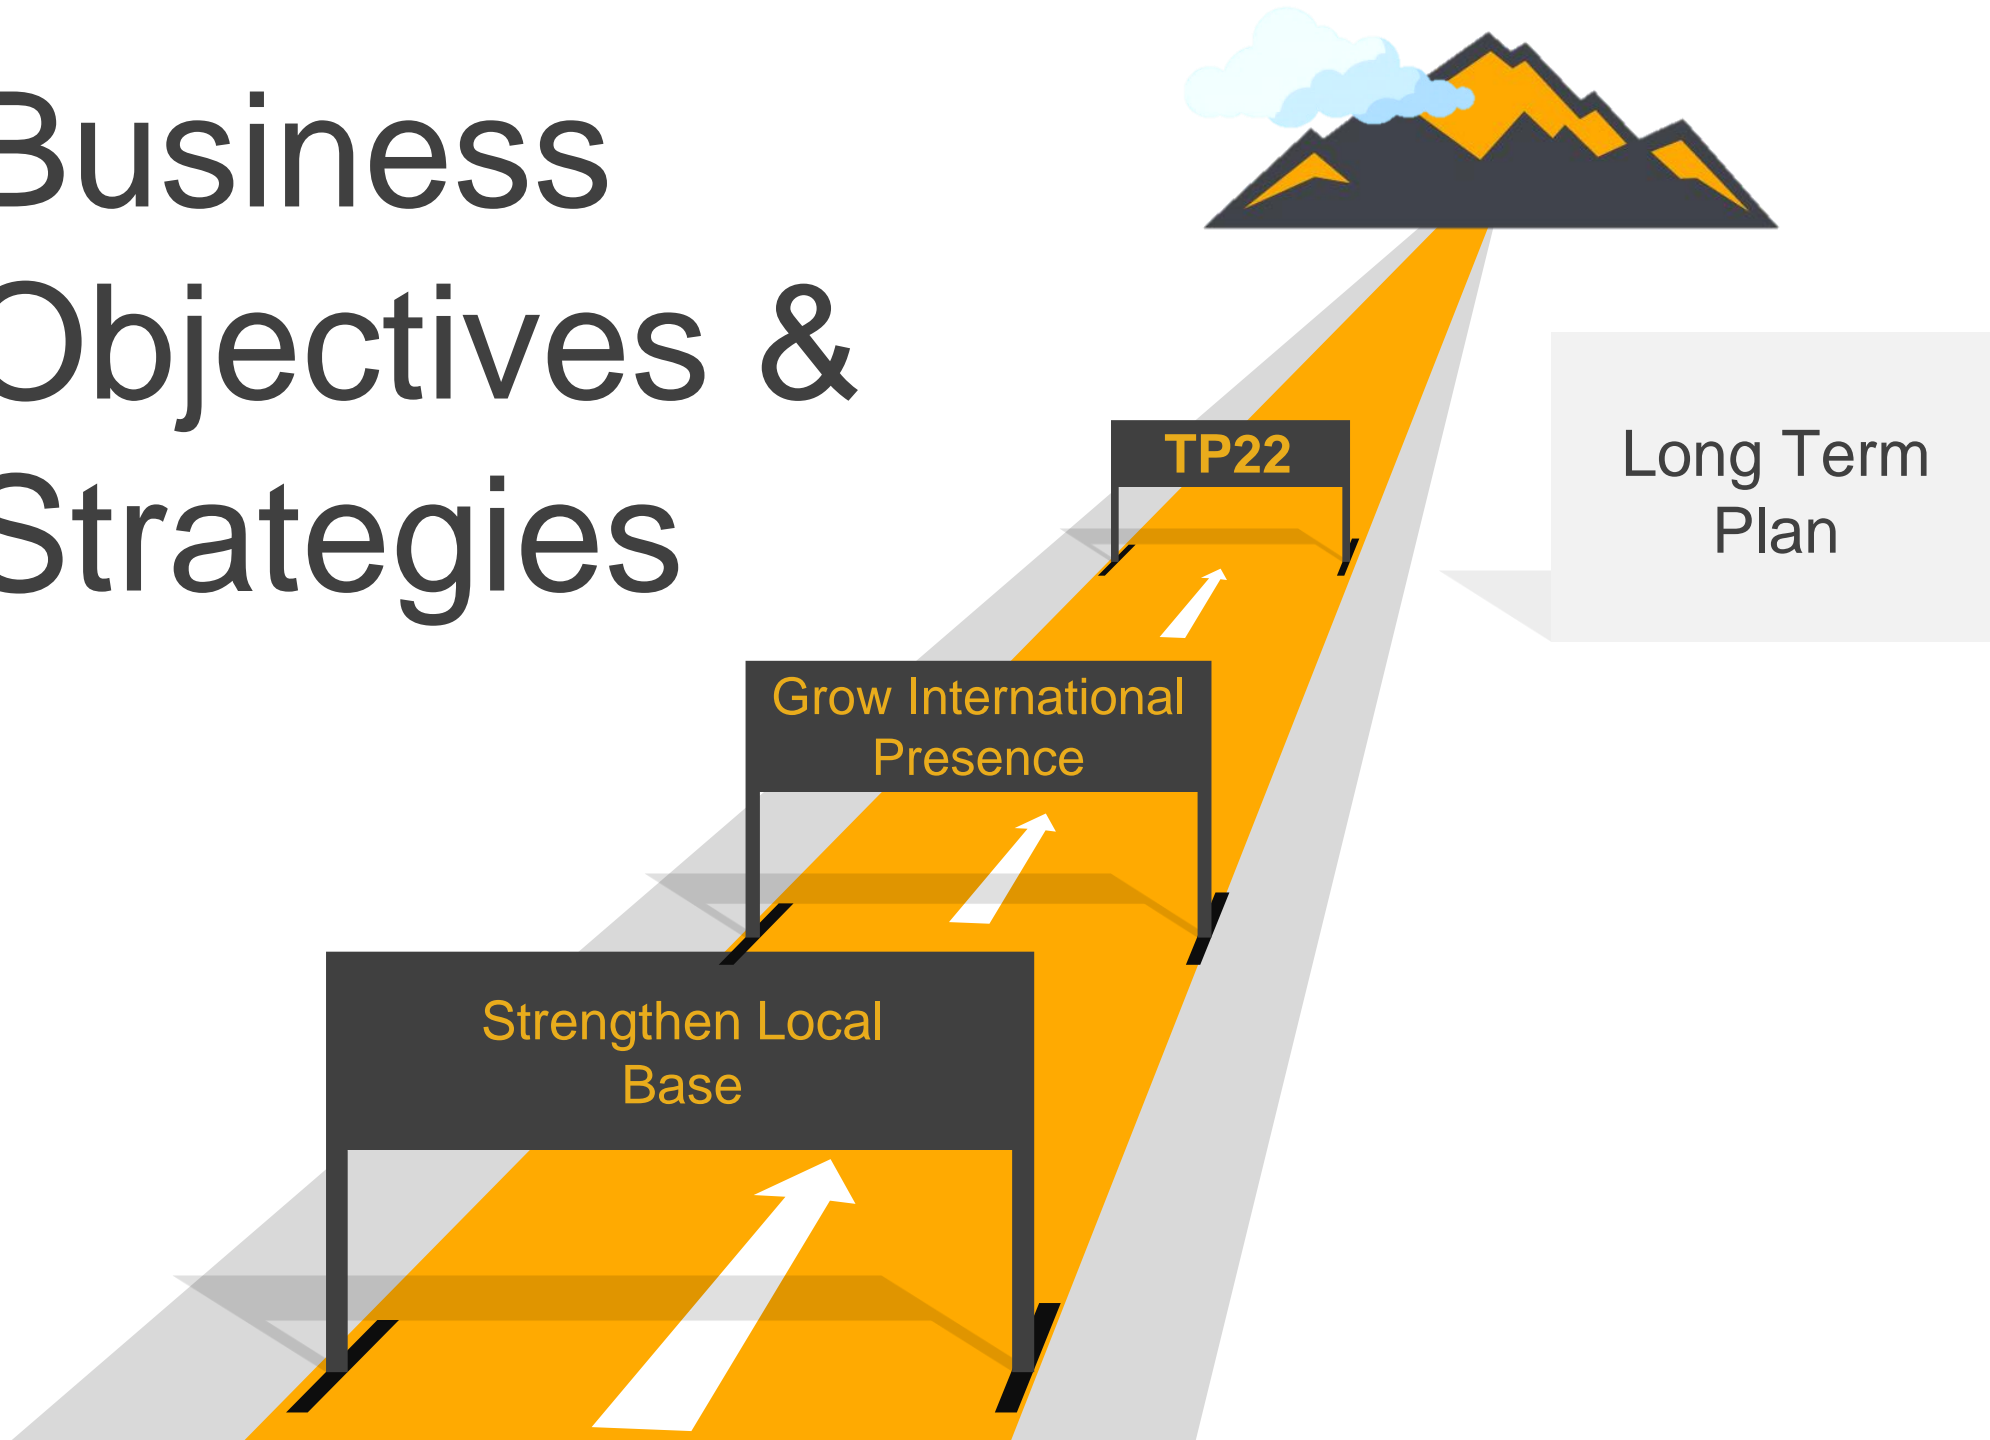 Business
Objectives &
Strategies
TP22
Long Term
Plan
Grow International
Presence
Strengthen Local
Base